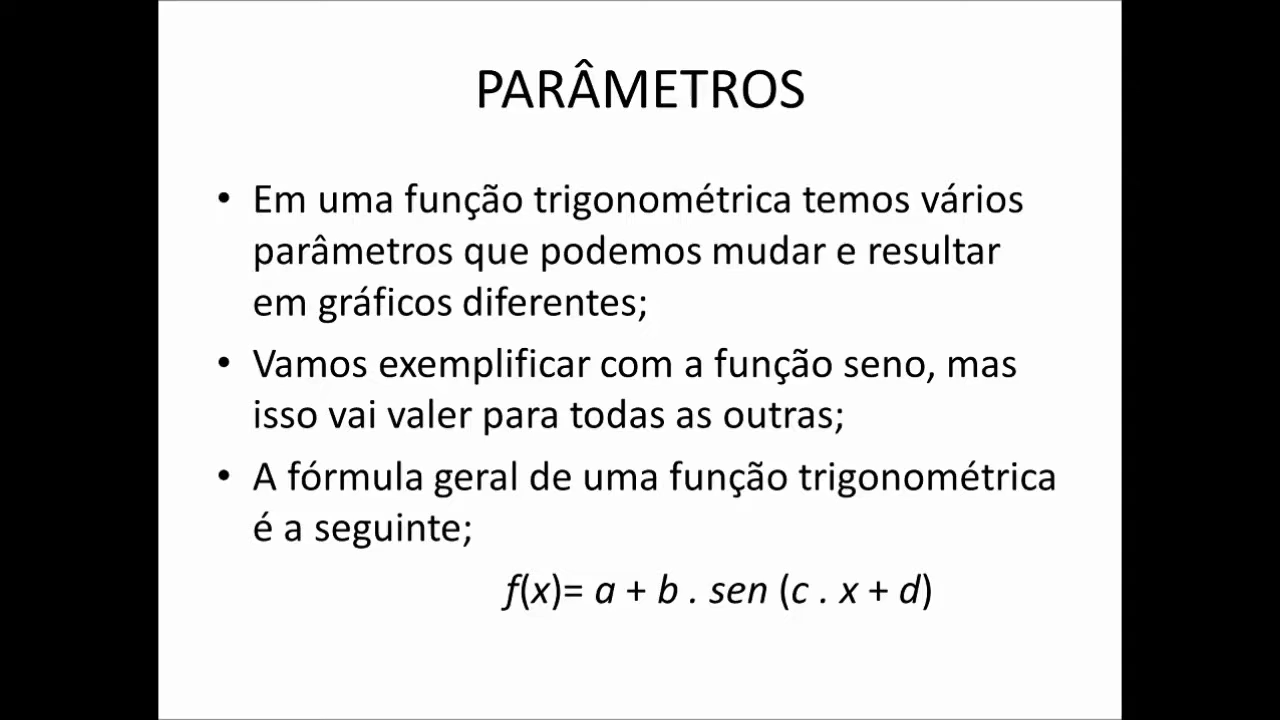 PARÂMETROS
• Em uma função trigonométrica temos vários
parâmetros que podemos mudar e resultar
em gráficos diferentes;
• Vamos exemplificar com a função seno, mas
isso vai valer para todas as outras;
• A fórmula geral de uma função trigonométrica
é a seguinte;
f(x)= a + b . sen (c . x + d)